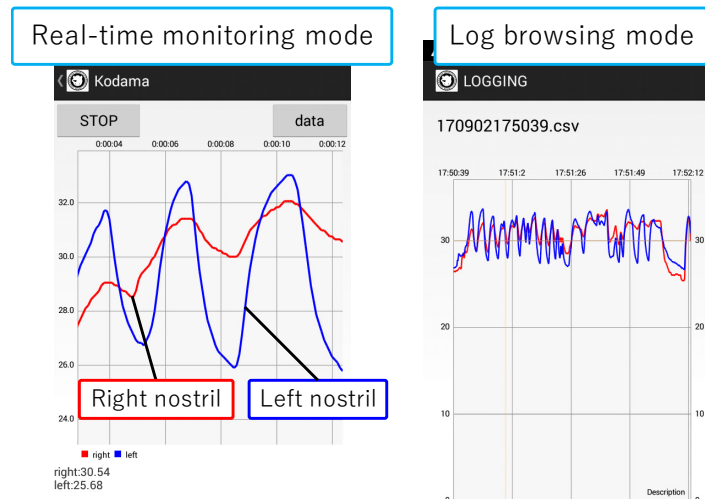 Real-time monitoring mode
Kodama
STOP
data
0:00:04 0:00:06 0:00:08 0:00:10 0:00:12
32.0
30.0
28.0
26.0
24.0
Right nostril
Left nostril
right left
right:30.54
left:25.68
Log browsing mode
LOGGING
170902175039.csv
17:50:39 17:51:2 17:51:26 17:51:49 17:52:12
30 30
20 20
10 10
Description
0 0